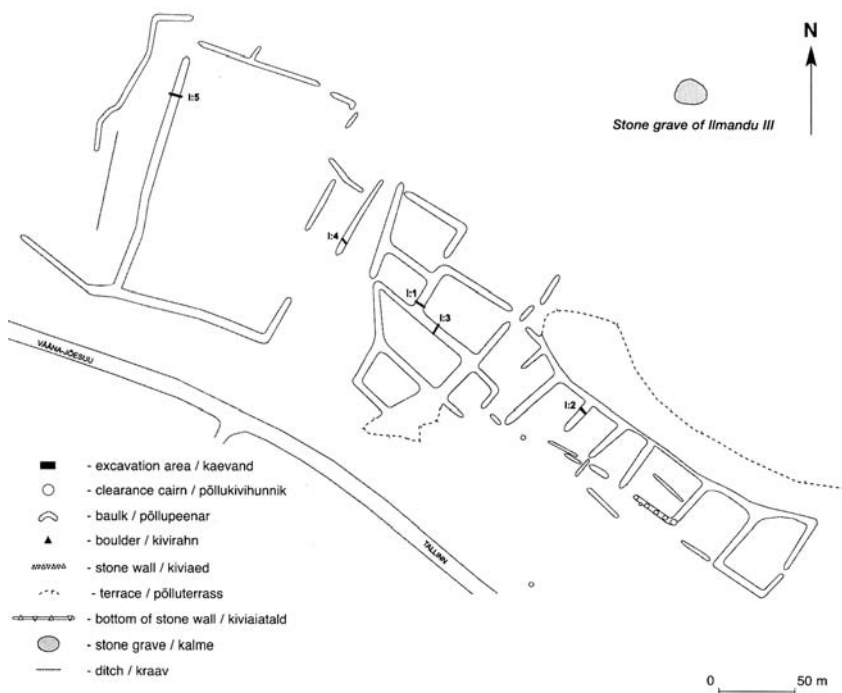 N
Stone grave of Ilmandu III
I:5
I:4
I:1
I:3
I:2
VÄÄNA-JÕESUU
TALLINN
- excavation area / kaevand
- clearance cairn / põllukivihunnik
- baulk / põllupeenar
- boulder / kivirahn
- stone wall / kiviaed
- terrace / põlluterrass
- bottom of stone wall / kiviaiatald
- stone grave / kalme
- ditch / kraav
0 50 m